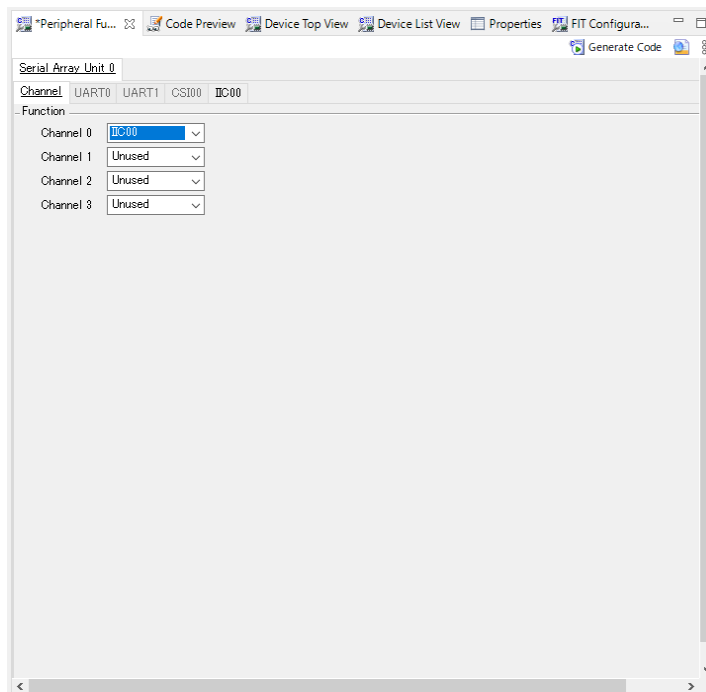 *Peripheral Fu... Code Preview Device Top View Device List View Properties FIT FIT Configura...
Generate Code
Serial Array Unit 0
Channel UART0 UART1 CSI00 IIC00
Function
Channel 0 IIC00
Channel 1 Unused
Channel 2 Unused
Channel 3 Unused